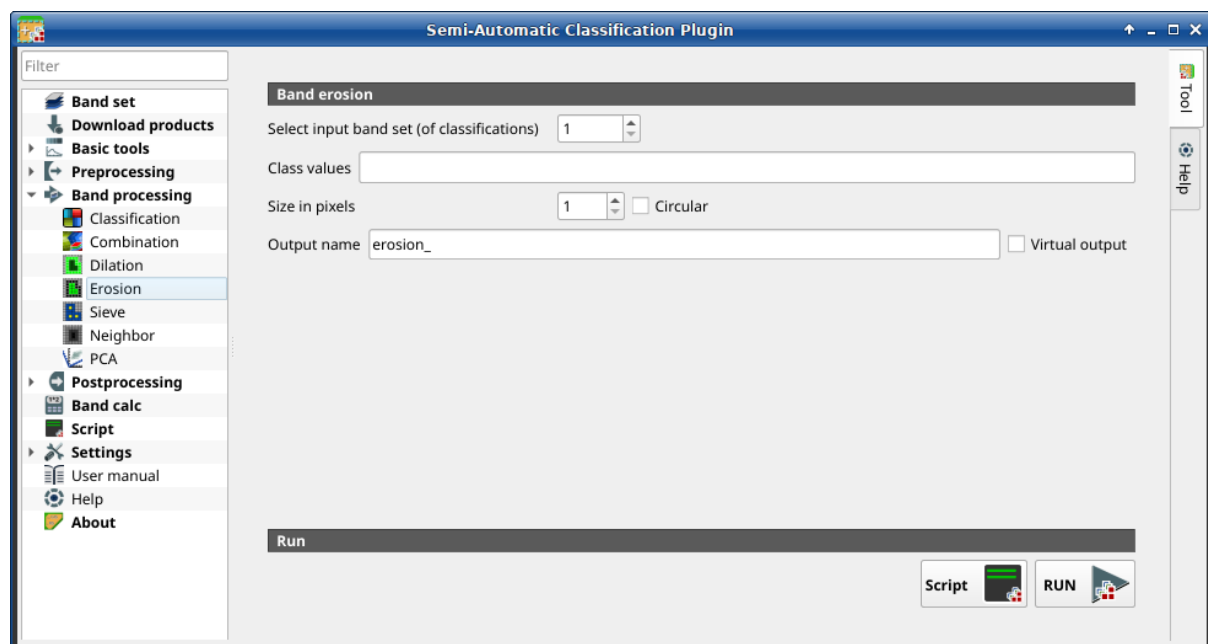 Semi-Automatic Classification Plugin
Filter
Band set
Download products
Basic tools
Preprocessing
Band processing
Classification
Combination
Dilation
Erosion
Sieve
Neighbor
PCA
Postprocessing
Band calc
Script
Settings
User manual
Help
About
Band erosion
Select input band set (of classifications) 1
Class values
Size in pixels 1 Circular
Output name erosion_ Virtual output
Run
Script RUN
Tool
Help